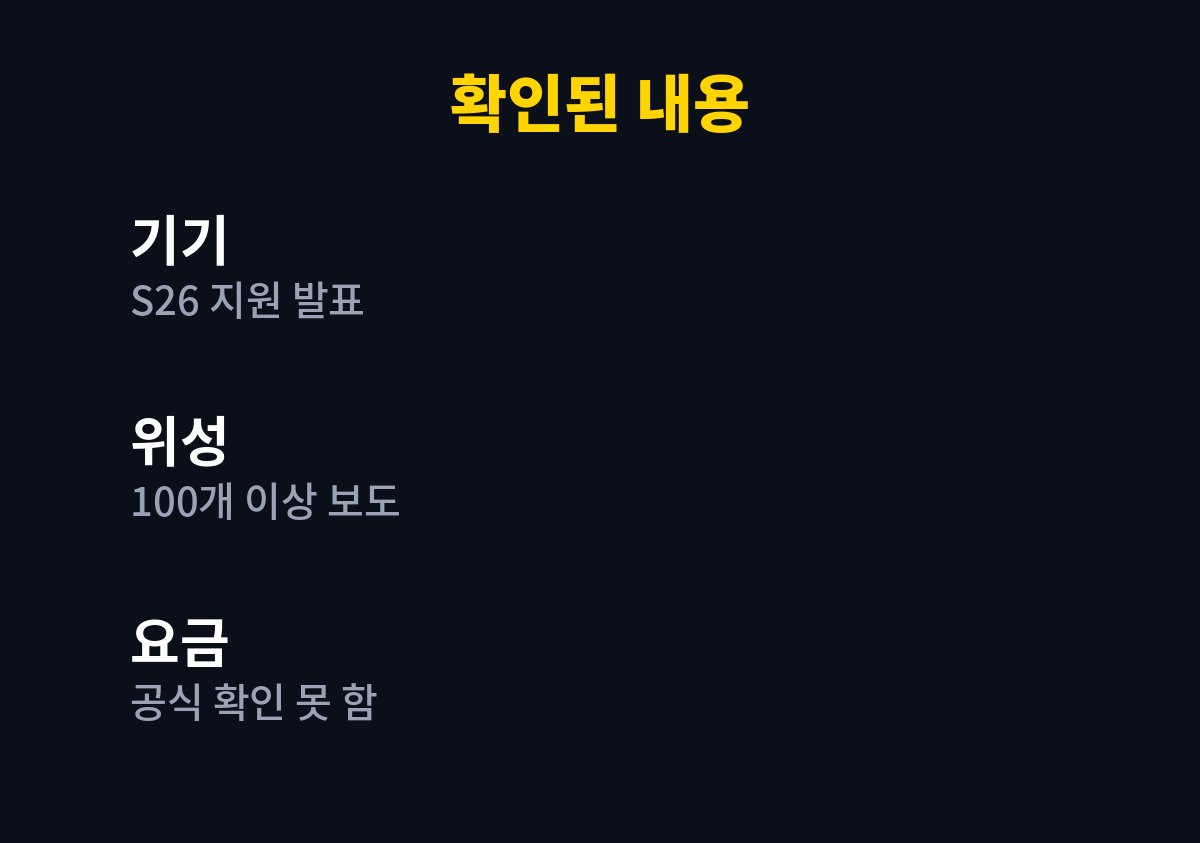 확인된 내용
기기
S26 지원 발표
위성
100개 이상 보도
요금
공식 확인 못 함